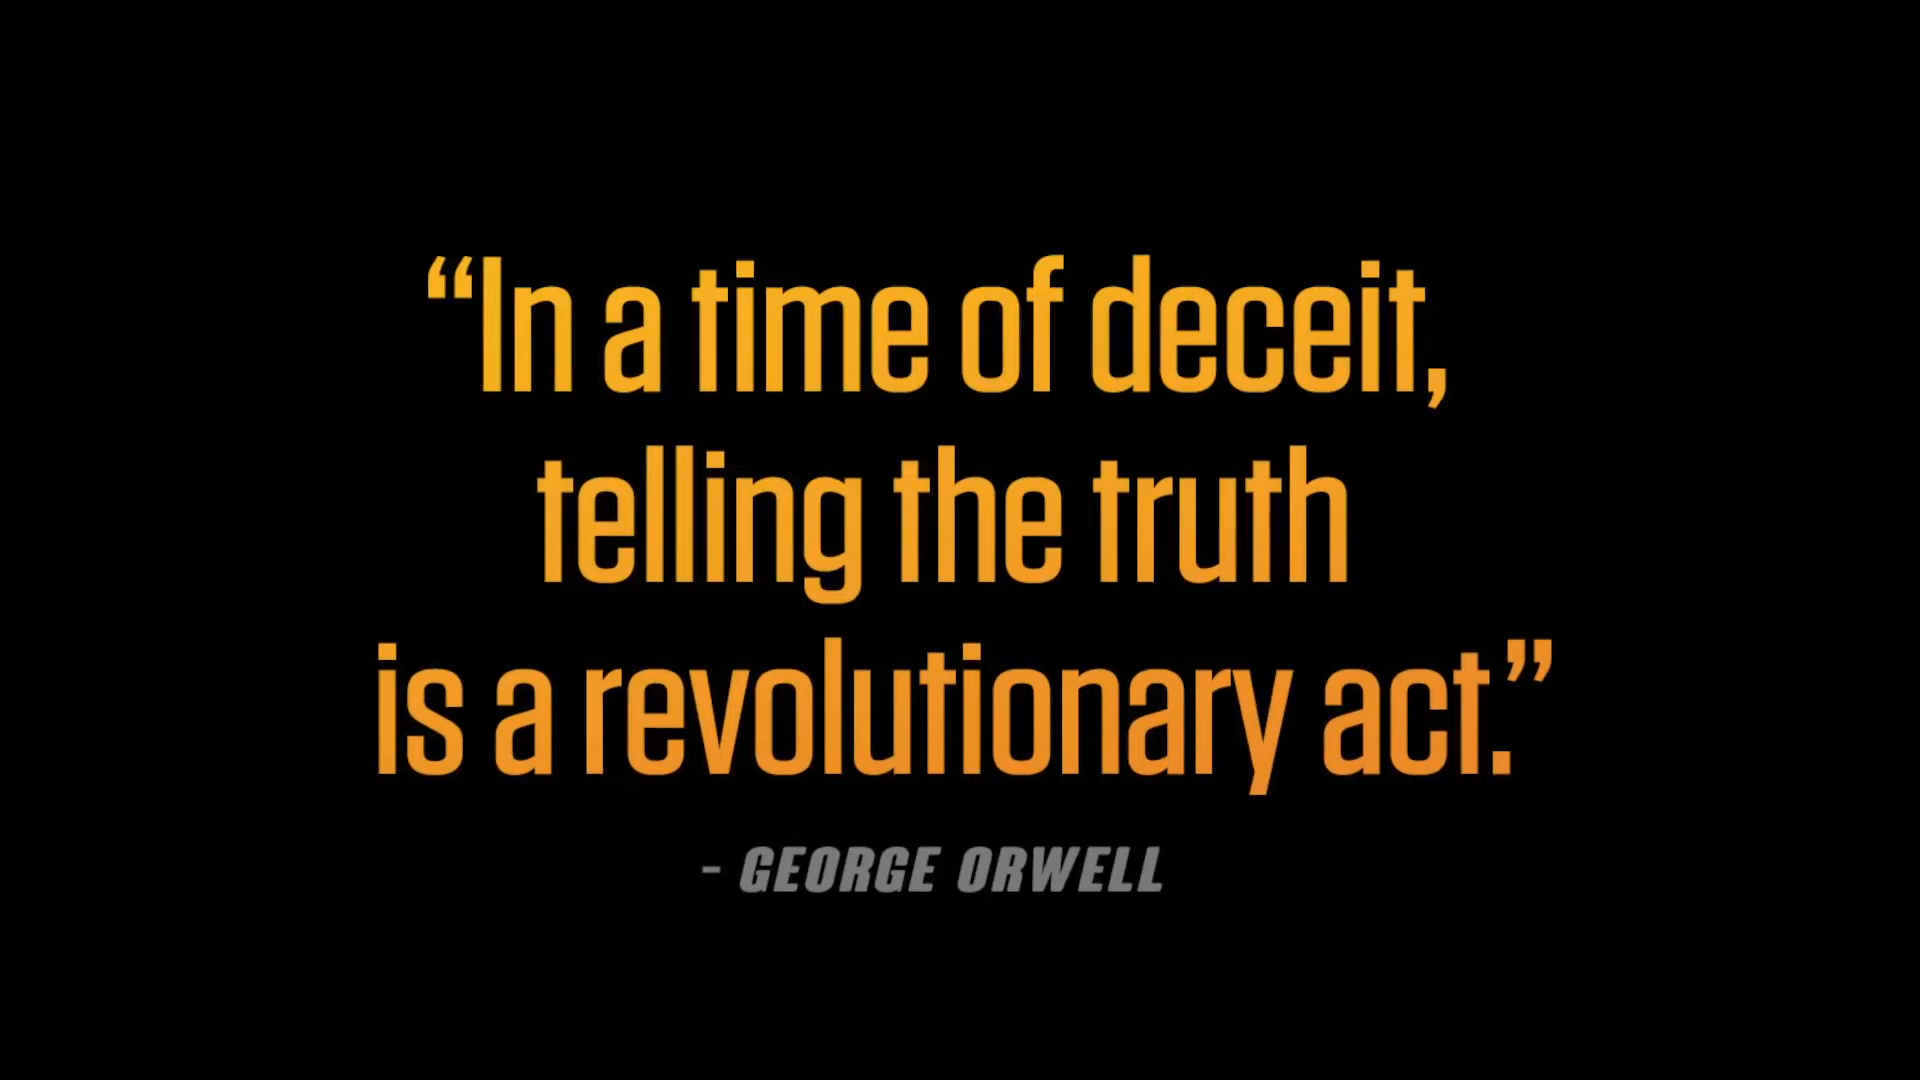 “In a time of deceit,
telling the truth
is a revolutionary act.”
- GEORGE ORWELL